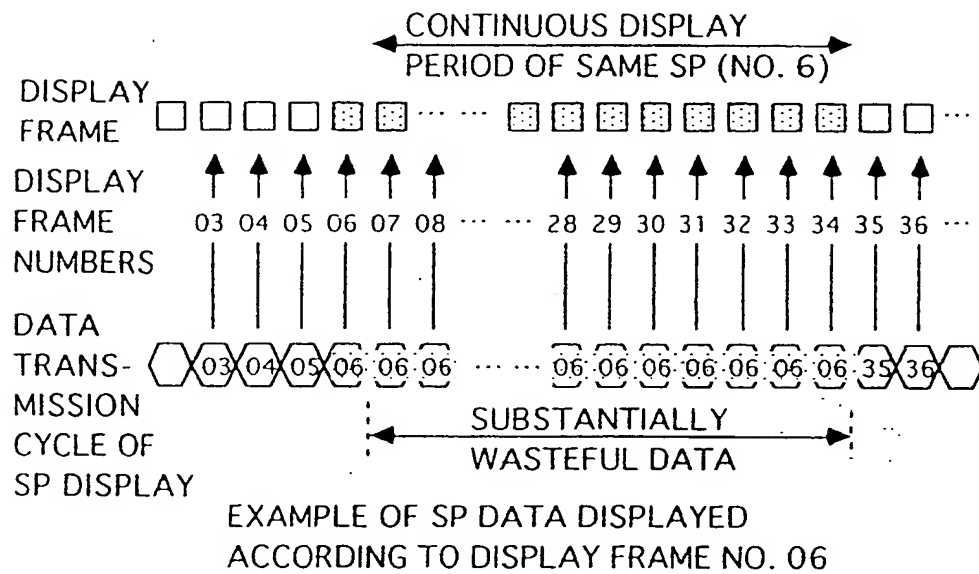 CONTINUOUS DISPLAY
PERIOD OF SAME SP (NO. 6)
DISPLAY
FRAME
··· ··· ··· ···
DISPLAY
FRAME
NUMBERS
03 04 05 06 07 08 ··· ··· 28 29 30 31 32 33 34 35 36 ···
DATA
TRANS-
MISSION
CYCLE OF
SP DISPLAY
03 04 05 06 06 06 ··· ··· 06 06 06 06 06 06 06 35 36
SUBSTANTIALLY
WASTEFUL DATA
EXAMPLE OF SP DATA DISPLAYED
ACCORDING TO DISPLAY FRAME NO. 06